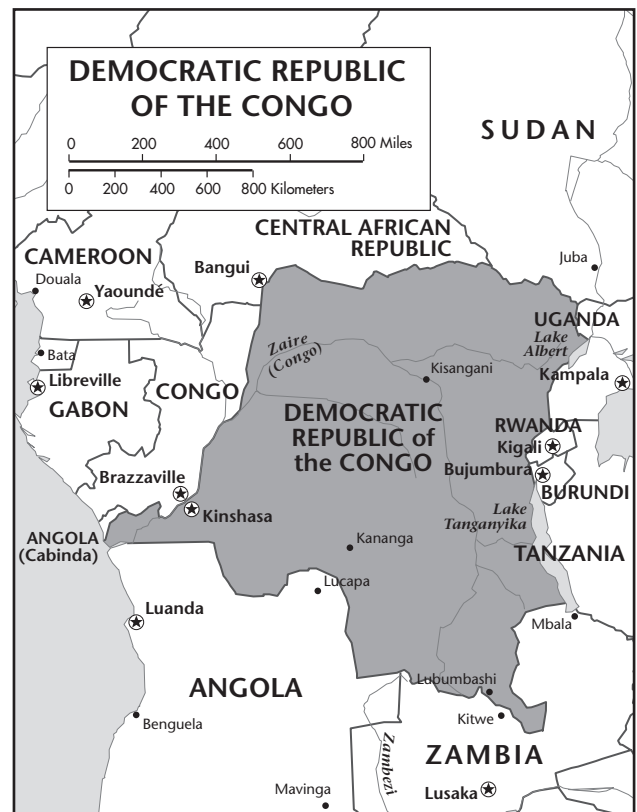 DEMOCRATIC REPUBLIC
OF THE CONGO
0 200 400 600 800 Miles
0 200 400 600 800 Kilometers
SUDAN
CENTRAL AFRICAN
REPUBLIC
CAMEROON
Bangui
Juba
Douala
Yaoundé
UGANDA
Lake
Albert
Zaire
(Congo)
Bata
Kisangani
Kampala
Libreville
CONGO
GABON
DEMOCRATIC
REPUBLIC of
the CONGO
RWANDA
Kigali
Bujumbura
Brazzaville
BURUNDI
Kinshasa
Lake
Tanganyika
ANGOLA
(Cabinda)
Kananga
TANZANIA
Lucapa
Luanda
Mbala
Lubumbashi
ANGOLA
Benguela
Kitwe
Zambezi
ZAMBIA
Mavinga
Lusaka